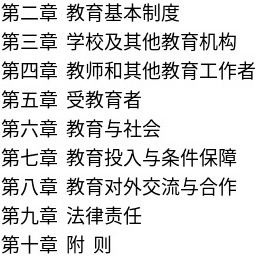 第二章 教育基本制度
第三章 学校及其他教育机构
第四章 教师和其他教育工作者
第五章 受教育者
第六章 教育与社会
第七章 教育投入与条件保障
第八章 教育对外交流与合作
第九章 法律责任
第十章 附 则